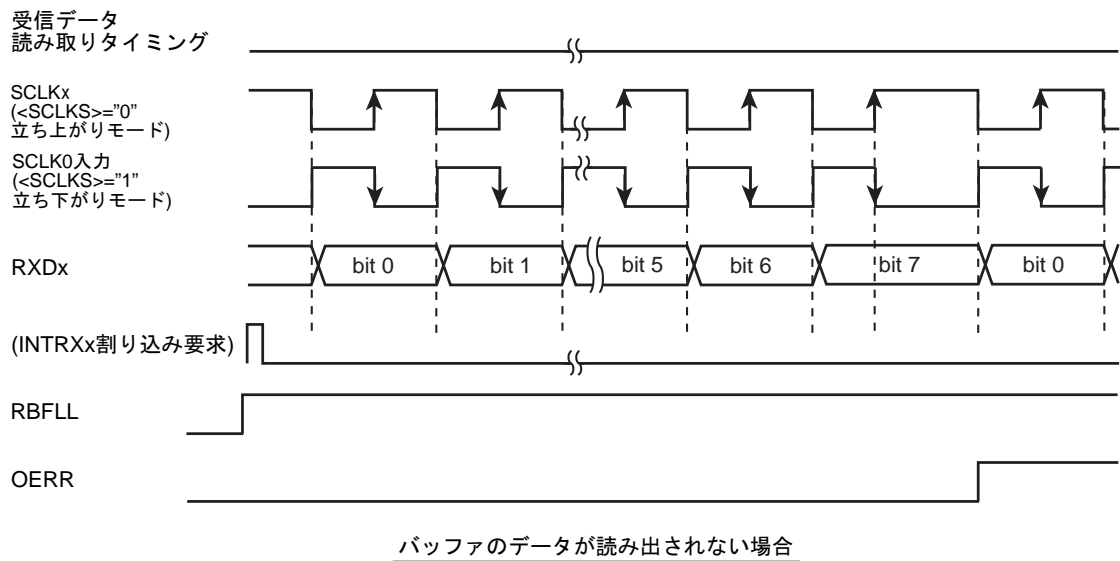 受信データ
読み取りタイミング
SCLKx
(<SCLKS>="0"
立ち上がりモード)
SCLK0入力
(<SCLKS>="1"
立ち下がりモード)
RXDx
bit 0
bit 1
bit 5
bit 6
bit 7
bit 0
(INTRXx割り込み要求)
RBFLL
OERR
バッファのデータが読み出されない場合